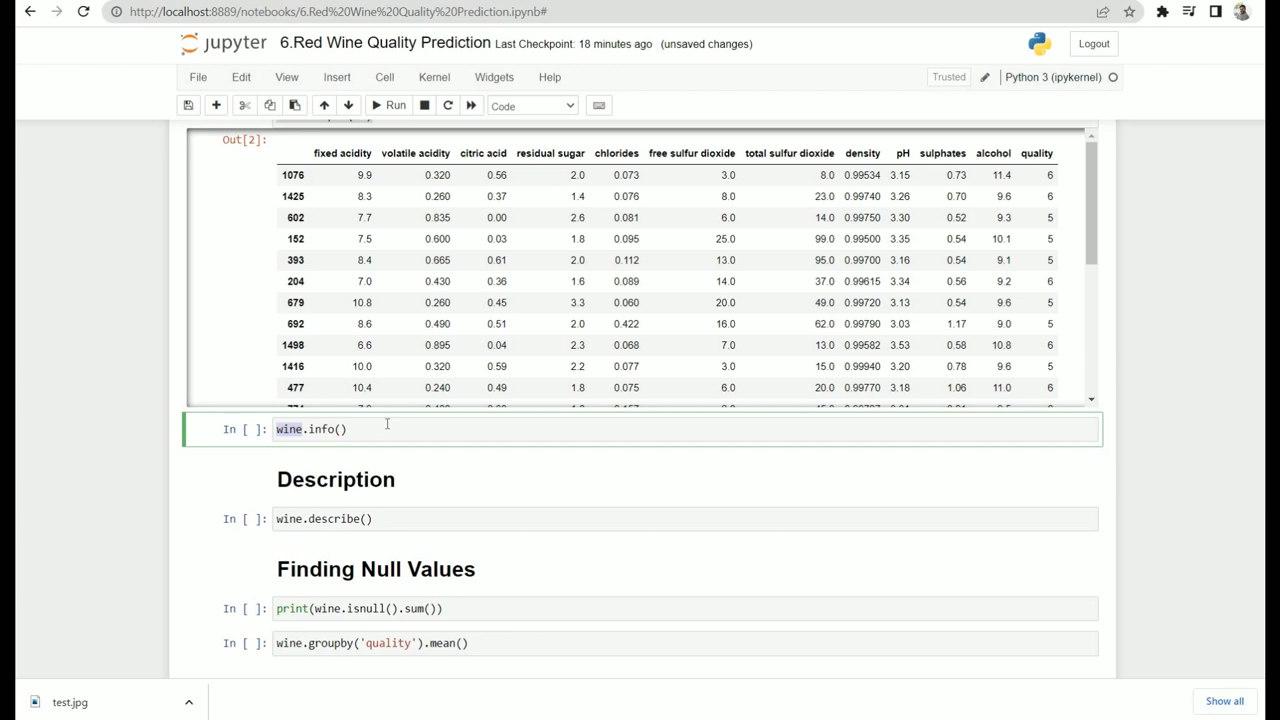 http://localhost:8889/notebooks/6.Red%20Wine%20Quality%20Prediction.ipynb#
jupyter 6.Red Wine Quality Prediction Last Checkpoint: 18 minutes ago (unsaved changes) Logout
File Edit View Insert Cell Kernel Widgets Help Trusted Python 3 (ipykernel)
Run Code
Out[2]:
fixed acidity volatile acidity citric acid residual sugar chlorides free sulfur dioxide total sulfur dioxide density pH sulphates alcohol quality
1076 9.9 0.320 0.56 2.0 0.073 3.0 8.0 0.99534 3.15 0.73 11.4 6
1425 8.3 0.260 0.37 1.4 0.076 8.0 23.0 0.99740 3.26 0.70 9.6 6
602 7.7 0.835 0.00 2.6 0.081 6.0 14.0 0.99750 3.30 0.52 9.3 5
152 7.5 0.600 0.03 1.8 0.095 25.0 99.0 0.99500 3.35 0.54 10.1 5
393 8.4 0.665 0.61 2.0 0.112 13.0 95.0 0.99700 3.16 0.54 9.1 5
204 7.0 0.430 0.36 1.6 0.089 14.0 37.0 0.99615 3.34 0.56 9.2 6
679 10.8 0.260 0.45 3.3 0.060 20.0 49.0 0.99720 3.13 0.54 9.6 5
692 8.6 0.490 0.51 2.0 0.422 16.0 62.0 0.99790 3.03 1.17 9.0 5
1498 6.6 0.895 0.04 2.3 0.068 7.0 13.0 0.99582 3.53 0.58 10.8 6
1416 10.0 0.320 0.59 2.2 0.077 3.0 15.0 0.99940 3.20 0.78 9.6 5
477 10.4 0.240 0.49 1.8 0.075 6.0 20.0 0.99770 3.18 1.06 11.0 6
In [ ]: wine.info()
Description
In [ ]: wine.describe()
Finding Null Values
In [ ]: print(wine.isnull().sum())
In [ ]: wine.groupby('quality').mean()
test.jpg Show all